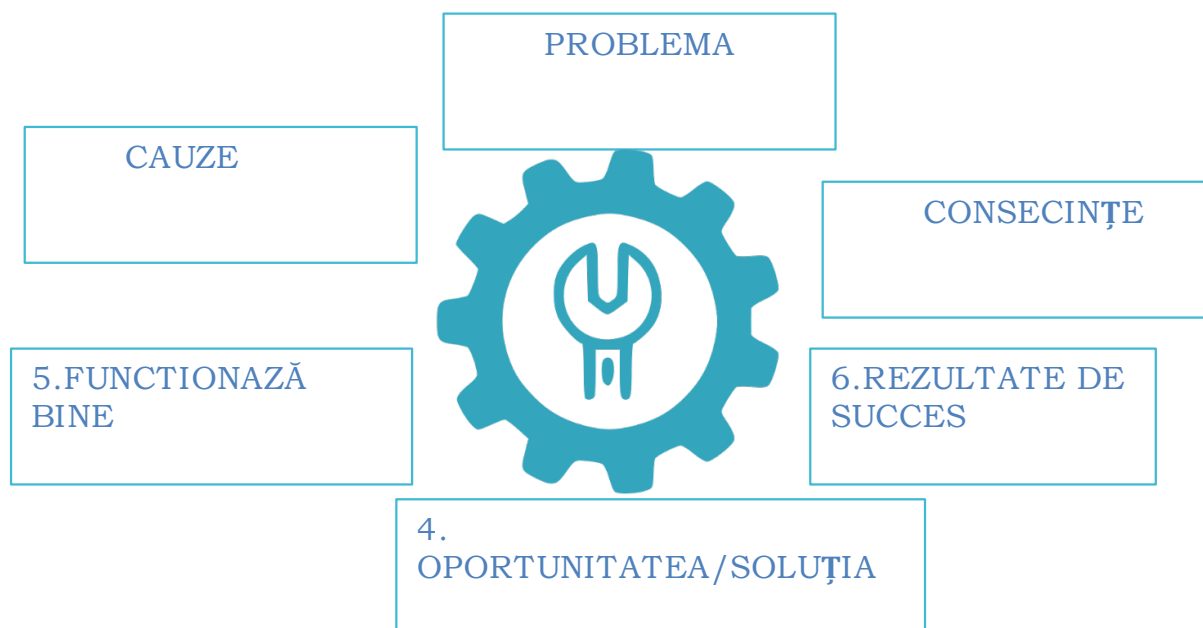 PROBLEMA
CAUZE
CONSECINȚE
5.FUNCTIONAZĂ
BINE
6.REZULTATE DE
SUCCES
4.
OPORTUNITATEA/SOLUȚIA